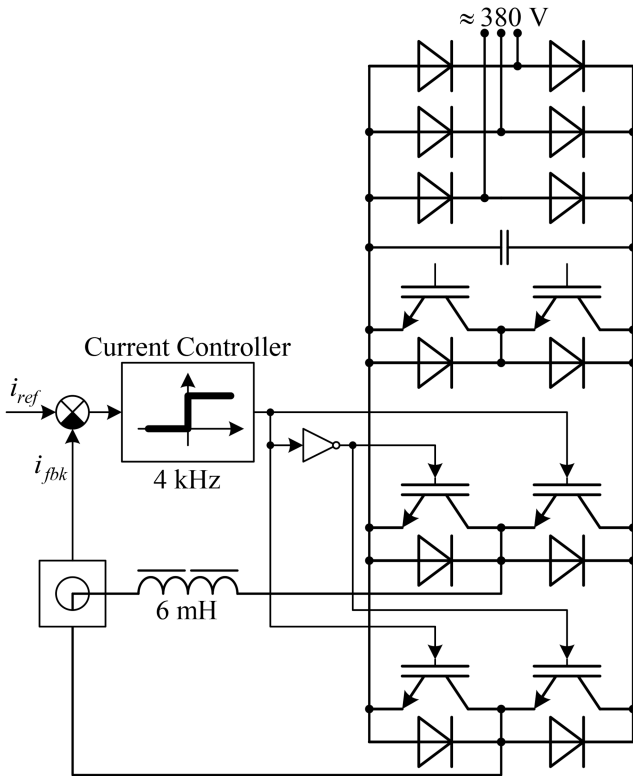 ≈ 380 V
Current Controller
i_ref
i_fbk
4 kHz
6 mH